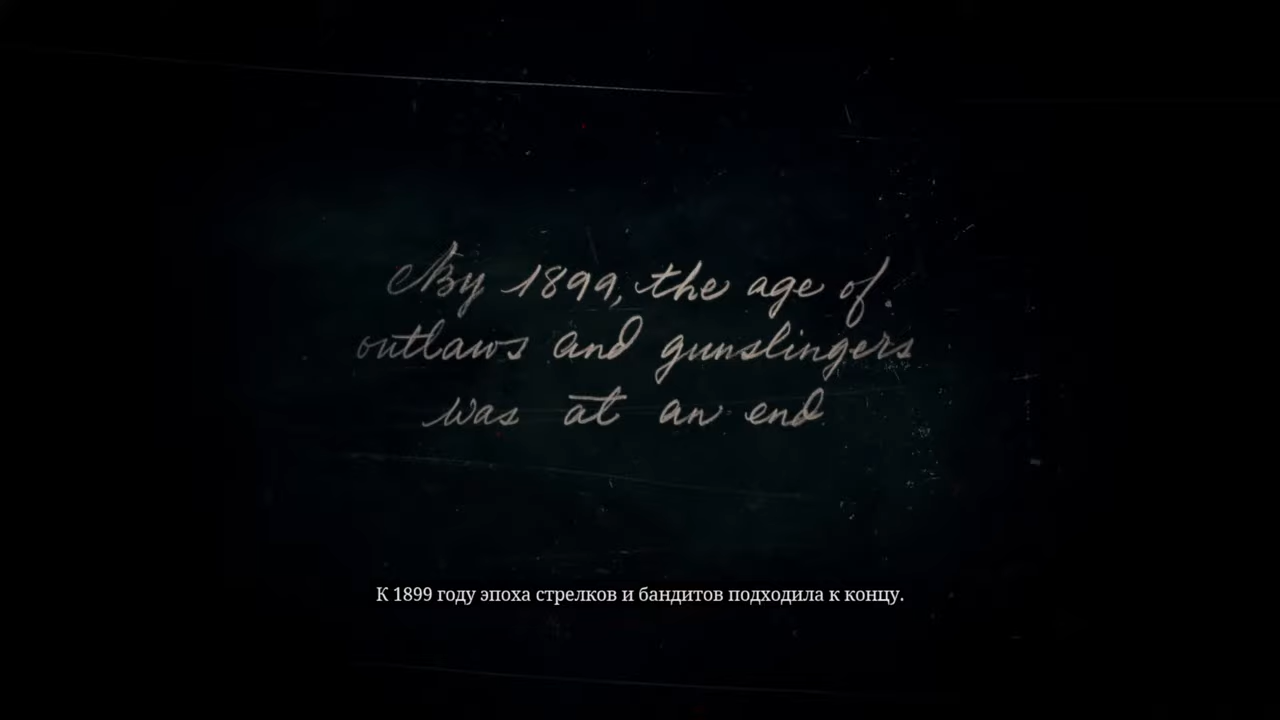 By 1899, the age of
outlaws and gunslingers
was at an end
К 1899 году эпоха стрелков и бандитов подходила к концу.